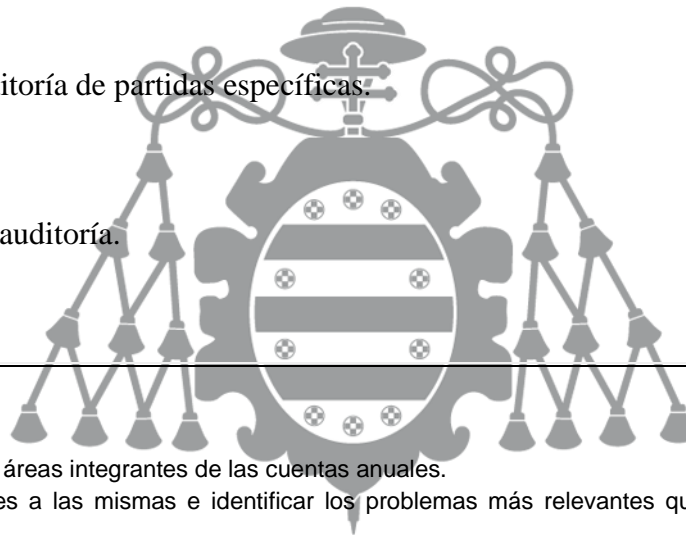 itoría de partidas específicas.
auditoría.
áreas integrantes de las cuentas anuales.
es a las mismas e identificar los problemas más relevantes qu